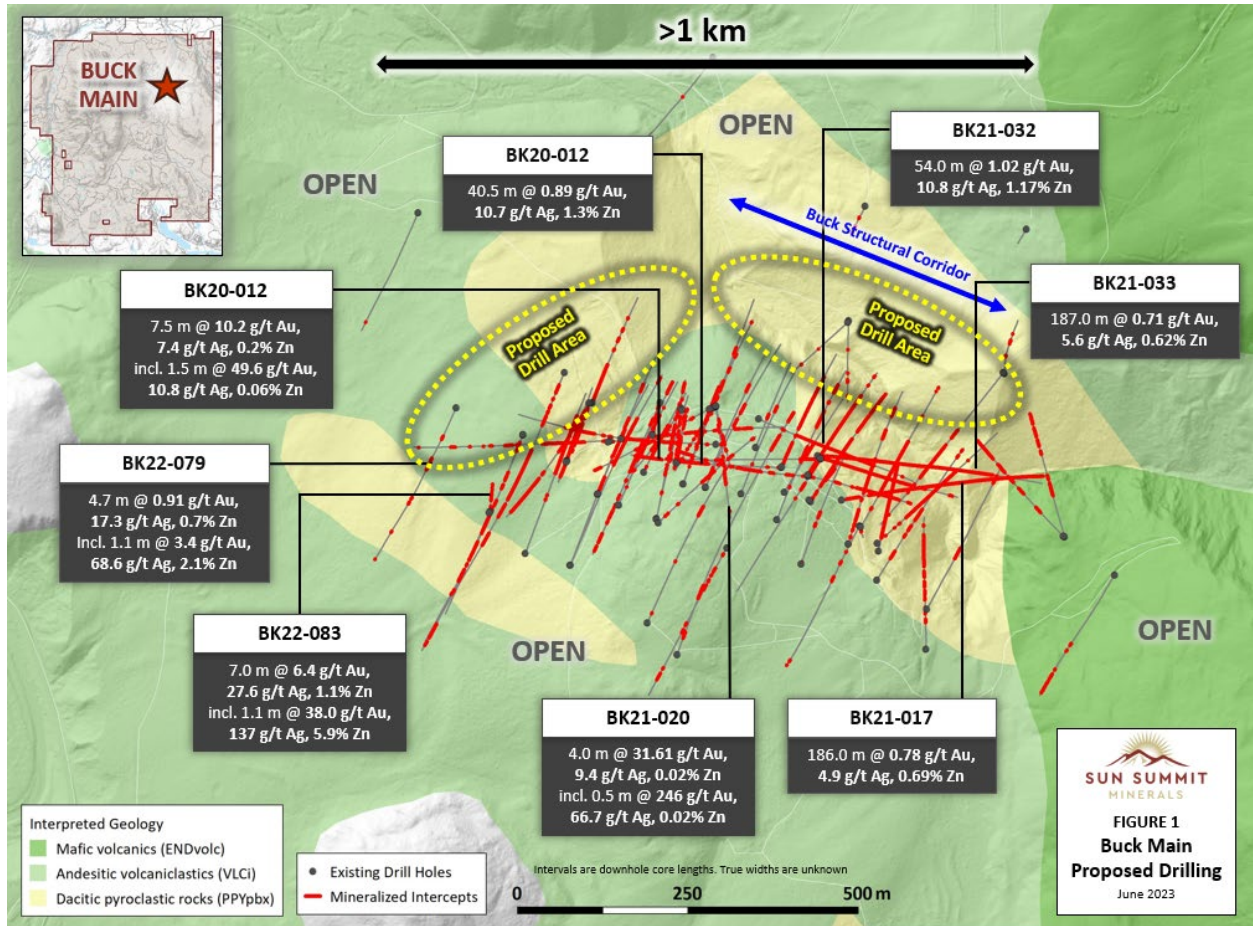 >1 km
BUCK
MAIN
OPEN
OPEN
BK20-012
40.5 m @ 0.89 g/t Au,
10.7 g/t Ag, 1.3% Zn
BK21-032
54.0 m @ 1.02 g/t Au,
10.8 g/t Ag, 1.17% Zn
Buck Structural Corridor
BK20-012
7.5 m @ 10.2 g/t Au,
7.4 g/t Ag, 0.2% Zn
incl. 1.5 m @ 49.6 g/t Au,
10.8 g/t Ag, 0.06% Zn
Proposed
Drill Area
Proposed
Drill Area
BK21-033
187.0 m @ 0.71 g/t Au,
5.6 g/t Ag, 0.62% Zn
BK22-079
4.7 m @ 0.91 g/t Au,
17.3 g/t Ag, 0.7% Zn
Incl. 1.1 m @ 3.4 g/t Au,
68.6 g/t Ag, 2.1% Zn
BK22-083
7.0 m @ 6.4 g/t Au,
27.6 g/t Ag, 1.1% Zn
incl. 1.1 m @ 38.0 g/t Au,
137 g/t Ag, 5.9% Zn
OPEN
OPEN
BK21-020
4.0 m @ 31.61 g/t Au,
9.4 g/t Ag, 0.02% Zn
incl. 0.5 m @ 246 g/t Au,
66.7 g/t Ag, 0.02% Zn
BK21-017
186.0 m @ 0.78 g/t Au,
4.9 g/t Ag, 0.69% Zn
Interpreted Geology
Mafic volcanics (ENDvolc)
Andesitic volcaniclastics (VLCi)
Dacitic pyroclastic rocks (PPYpbx)
Existing Drill Holes
Mineralized Intercepts
Intervals are downhole core lengths. True widths are unknown
0 250 500 m
SUN SUMMIT
MINERALS
FIGURE 1
Buck Main
Proposed Drilling
June 2023